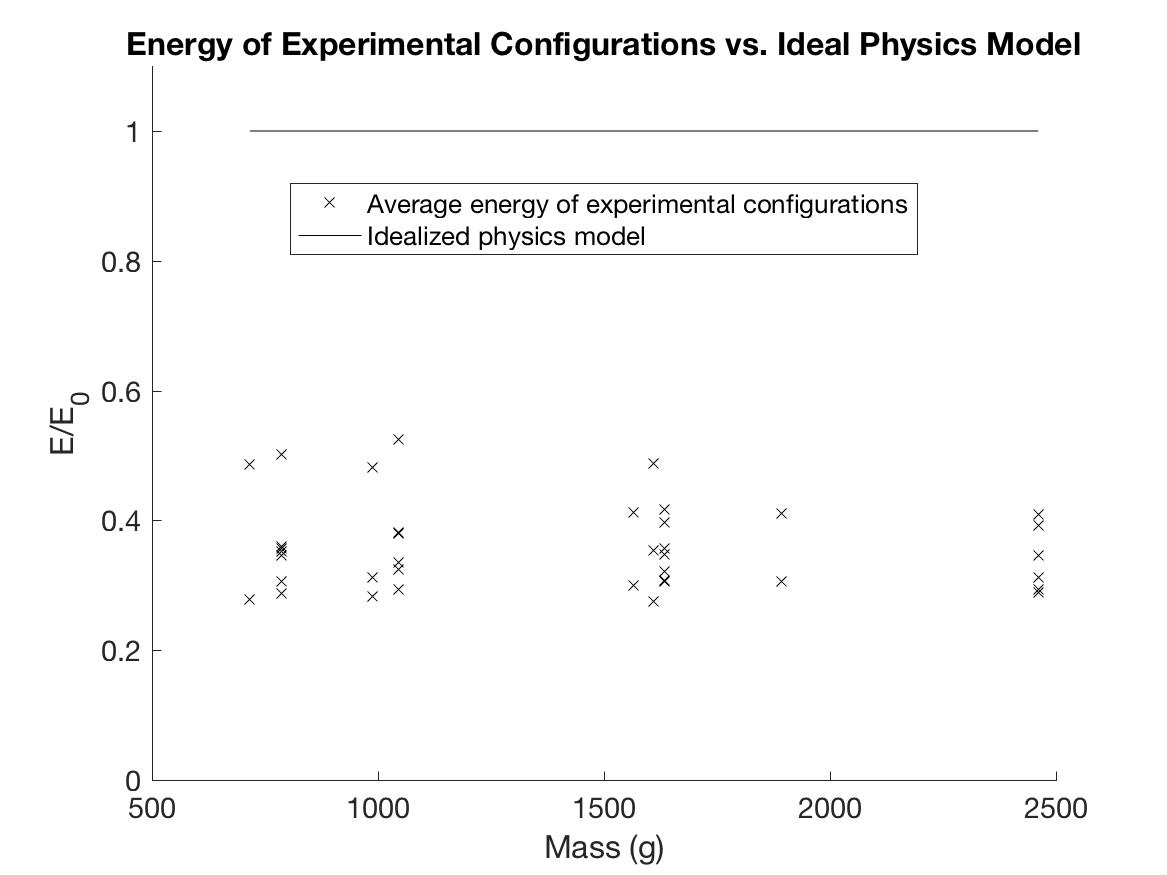 Energy of Experimental Configurations vs. Ideal Physics Model
1
Average energy of experimental configurations
Idealized physics model
0.8
0.6
E/E0
0.4
0.2
0
500 1000 1500 2000 2500
Mass (g)